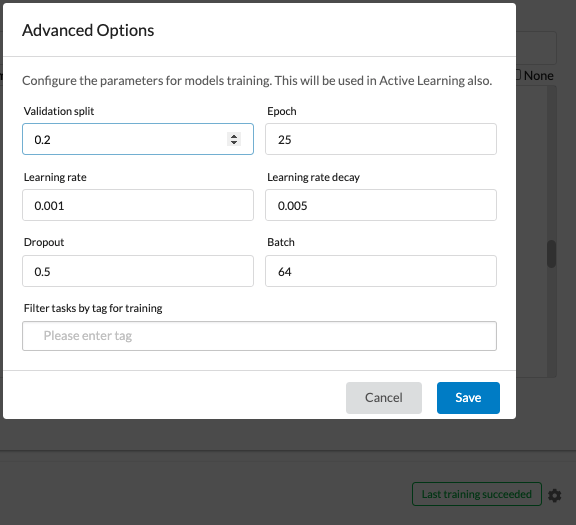 Advanced Options
Configure the parameters for models training. This will be used in Active Learning also.
None
Validation split
Epoch
0.2
25
Learning rate
Learning rate decay
0.001
0.005
Dropout
Batch
0.5
64
Filter tasks by tag for training
Please enter tag
Cancel
Save
Last training succeeded